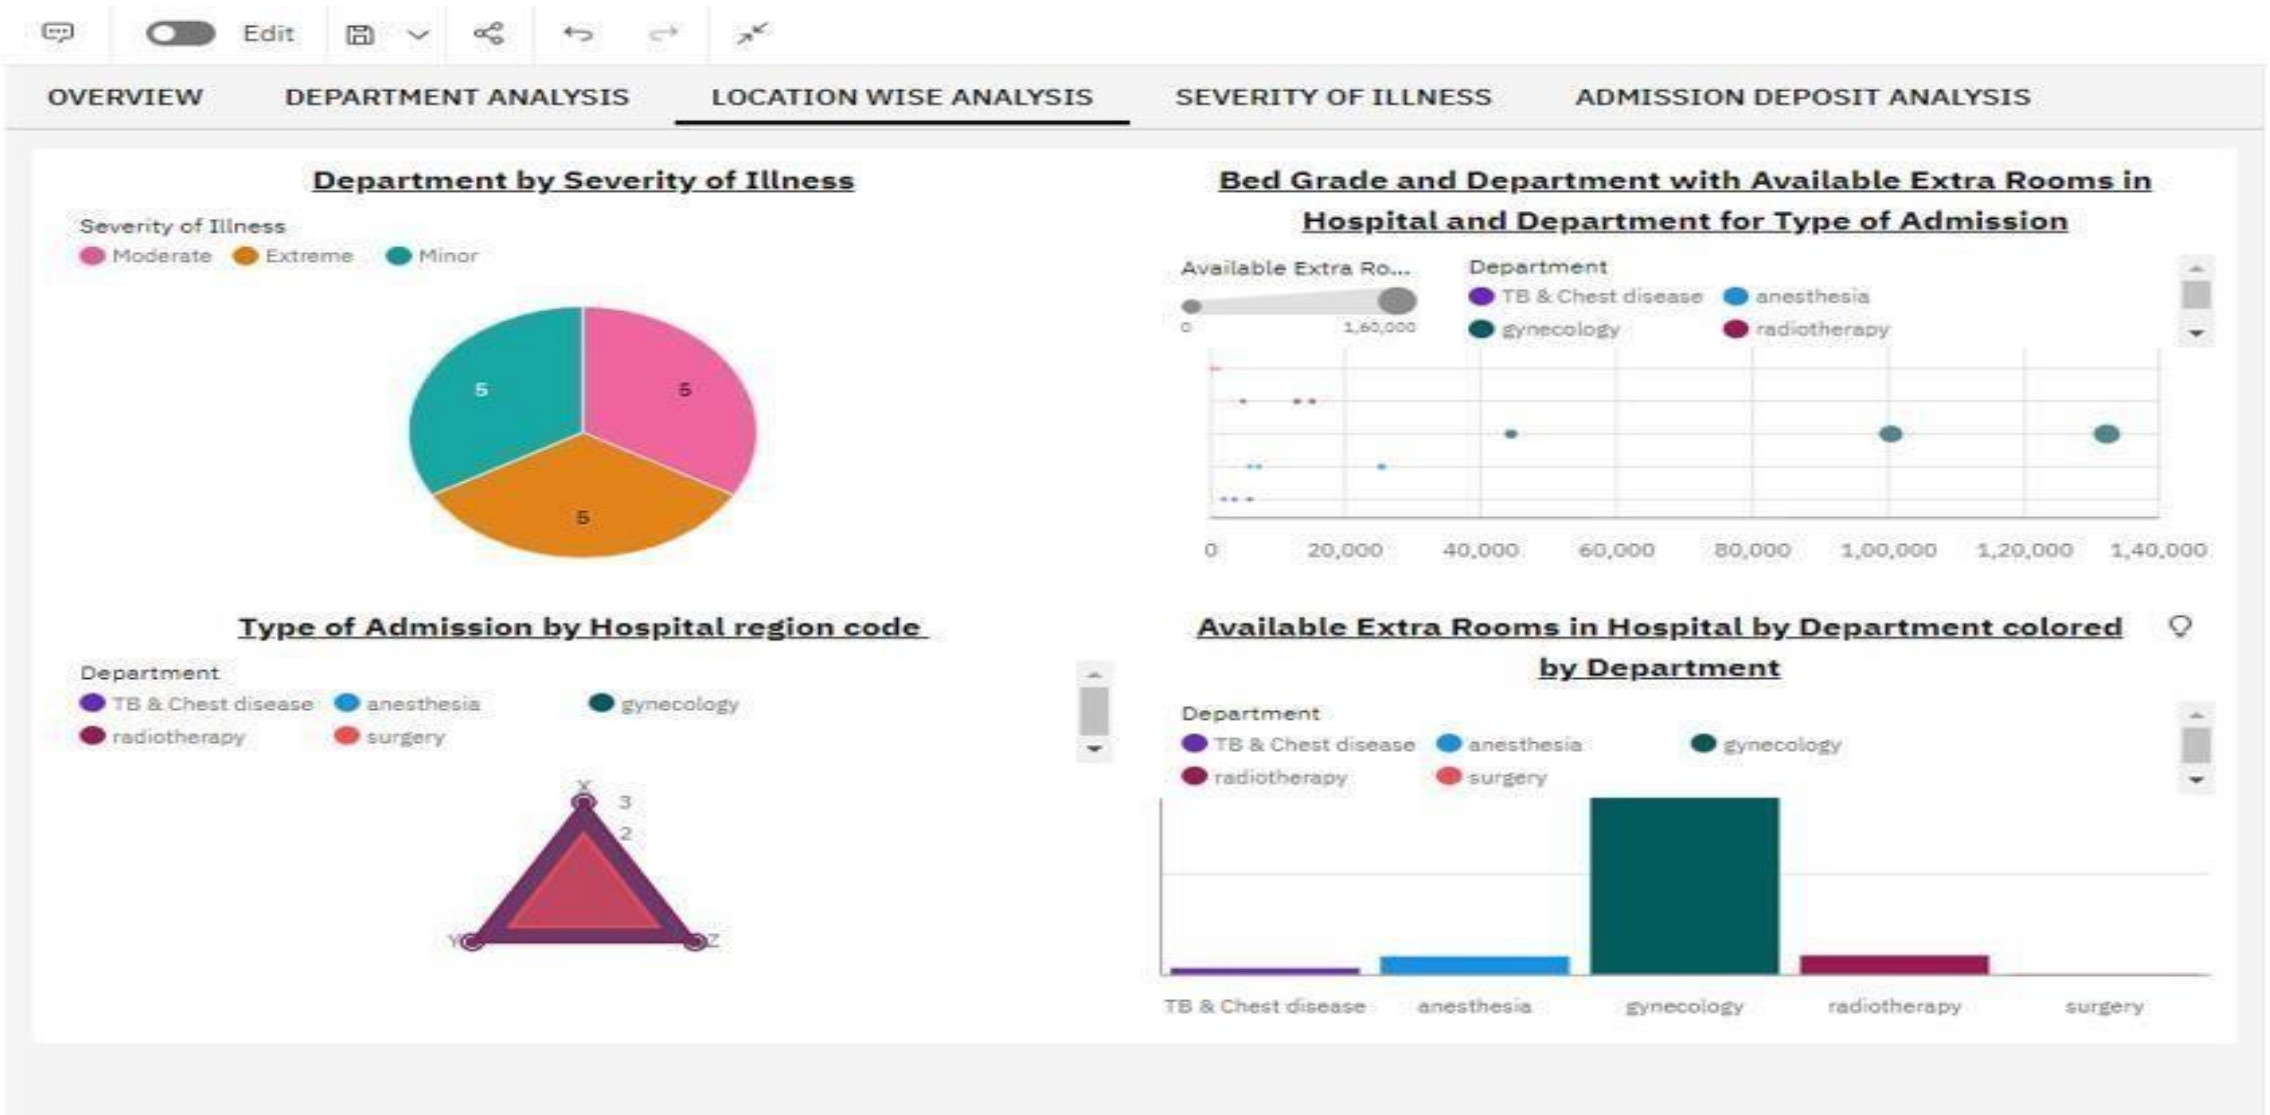 Edit
OVERVIEW DEPARTMENT ANALYSIS LOCATION WISE ANALYSIS SEVERITY OF ILLNESS ADMISSION DEPOSIT ANALYSIS
Department by Severity of Illness
Severity of Illness
Moderate Extreme Minor
5 5
5
Bed Grade and Department with Available Extra Rooms in
Hospital and Department for Type of Admission
Available Extra Ro... Department
TB & Chest disease anesthesia
0 1,60,000
gynecology radiotherapy
0 20,000 40,000 60,000 80,000 1,00,000 1,20,000 1,40,000
Type of Admission by Hospital region code
Department
TB & Chest disease anesthesia gynecology
radiotherapy surgery
X
3
2
Y Z
Available Extra Rooms in Hospital by Department colored
by Department
Department
TB & Chest disease anesthesia gynecology
radiotherapy surgery
TB & Chest disease anesthesia gynecology radiotherapy surgery